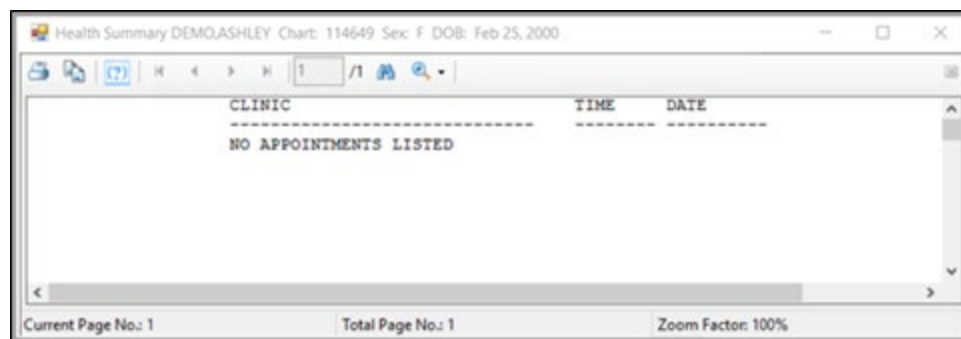 Health Summary DEMO,ASHLEY Chart: 114649 Sex: F DOB: Feb 25, 2000
(?) 1 /1
CLINIC TIME DATE
------------------------------ -------- ----------
NO APPOINTMENTS LISTED
Current Page No.: 1 Total Page No.: 1 Zoom Factor: 100%